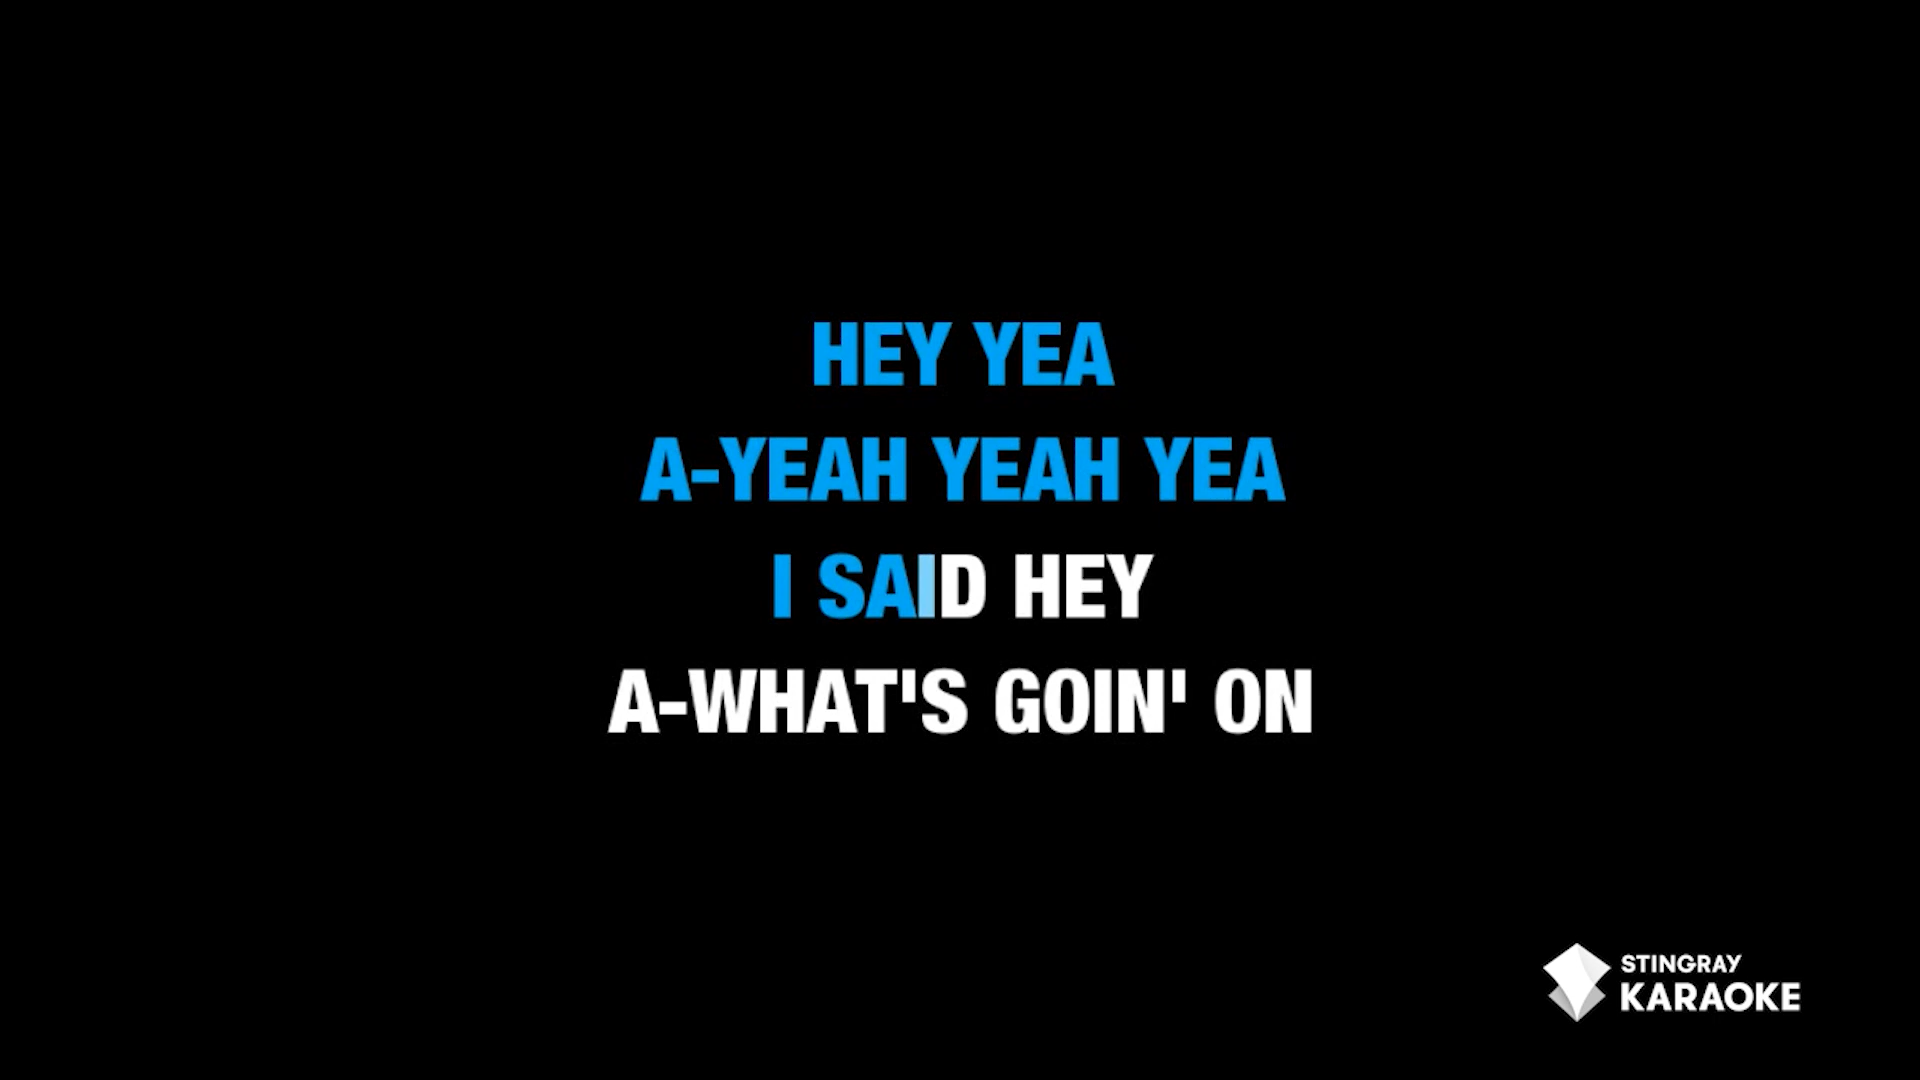 HEY YEA
A-YEAH YEAH YEA
I SAID HEY
A-WHAT'S GOIN' ON
STINGRAY
KARAOKE